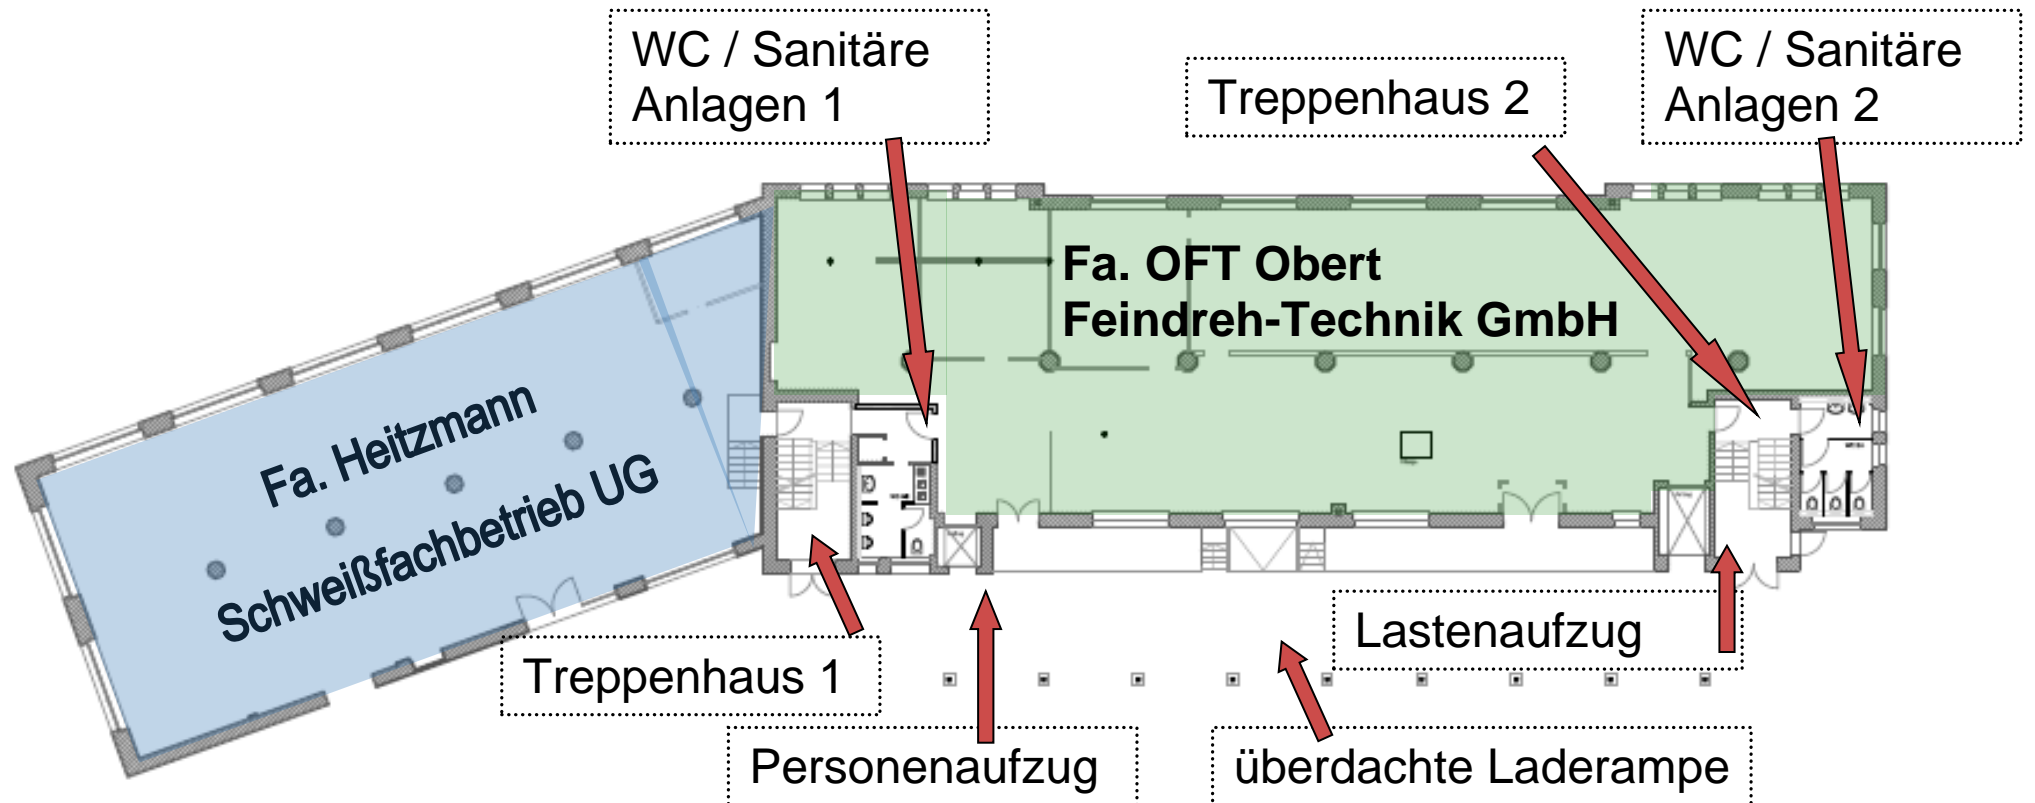 WC / Sanitäre
Anlagen 1
Treppenhaus 2
WC / Sanitäre
Anlagen 2
Fa. OFT Obert
Feindreh-Technik GmbH
Fa. Heitzmann
Schweißfachbetrieb UG
Lastenaufzug
Treppenhaus 1
Personenaufzug
überdachte Laderampe